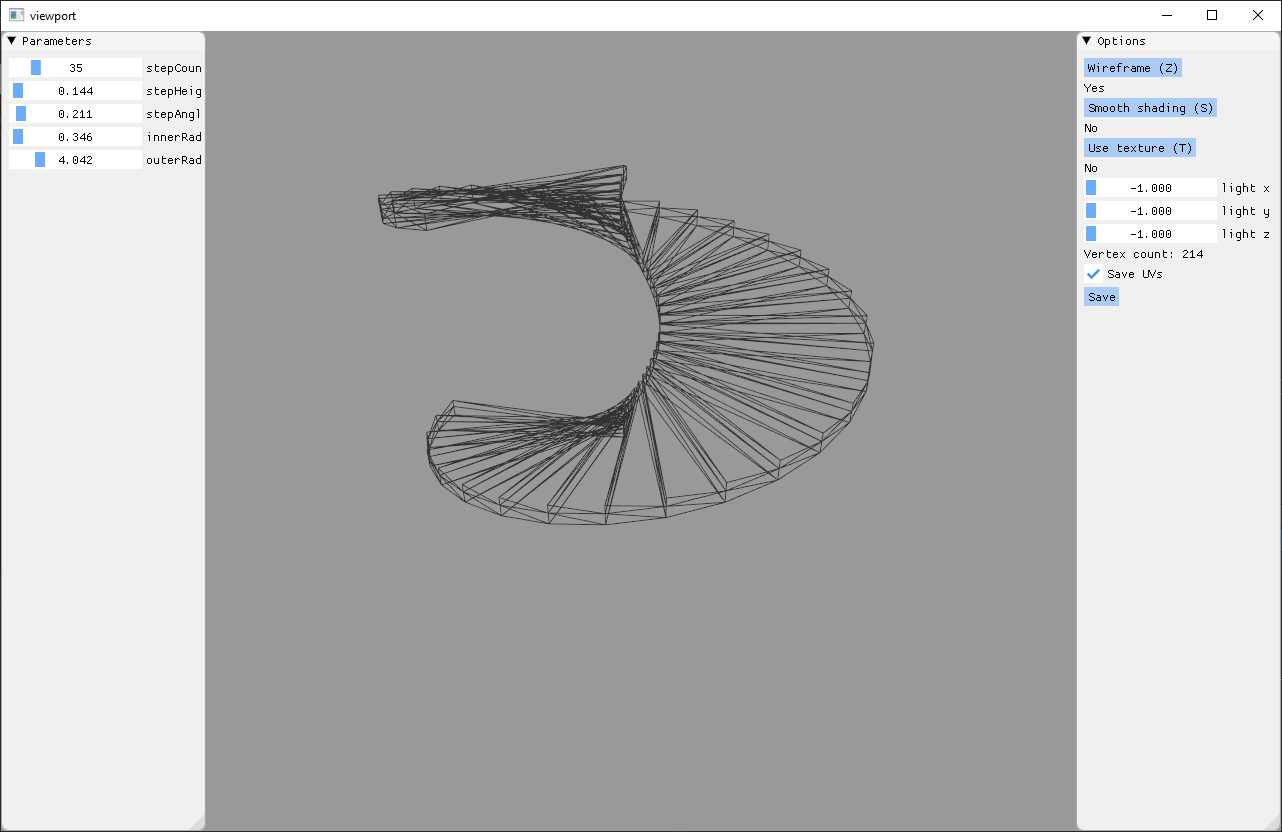 viewport
Parameters
35 stepCoun
0.144 stepHeig
0.211 stepAngl
0.346 innerRad
4.042 outerRad
Options
Wireframe (Z)
Yes
Smooth shading (S)
No
Use texture (T)
No
-1.000 light x
-1.000 light y
-1.000 light z
Vertex count: 214
Save UVs
Save